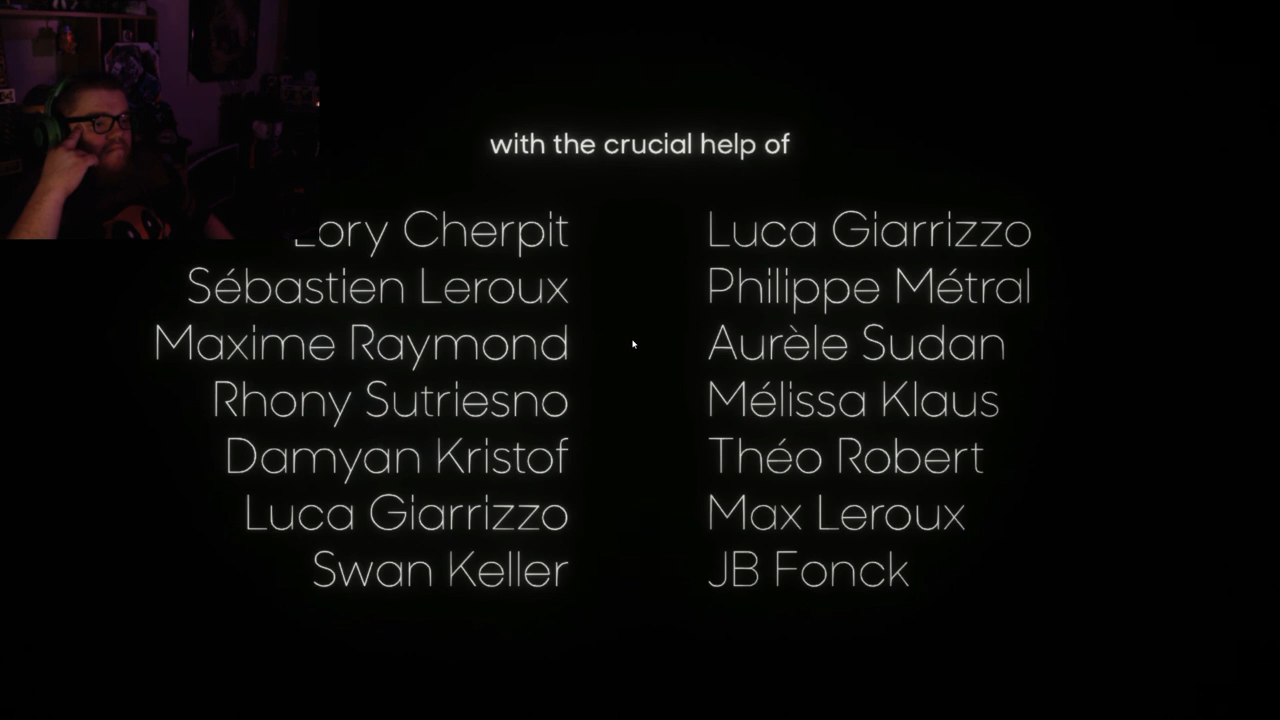 with the crucial help of
Lory Cherpit
Sébastien Leroux
Maxime Raymond
Rhony Sutriesno
Damyan Kristof
Luca Giarrizzo
Swan Keller
Luca Giarrizzo
Philippe Métral
Aurèle Sudan
Mélissa Klaus
Théo Robert
Max Leroux
JB Fonck